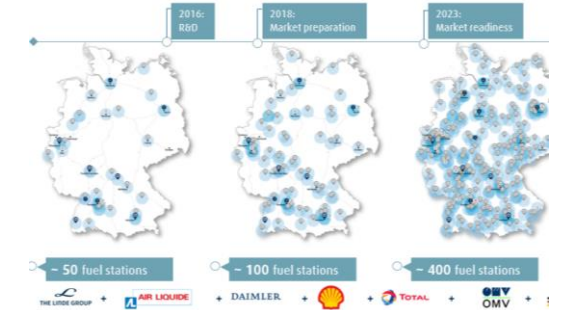 2016:
R&D
2018:
Market preparation
2023:
Market readiness
~ 50 fuel stations
~ 100 fuel stations
~ 400 fuel stations
THE LINDE GROUP + AIR LIQUIDE + DAIMLER + + TOTAL + OMV +